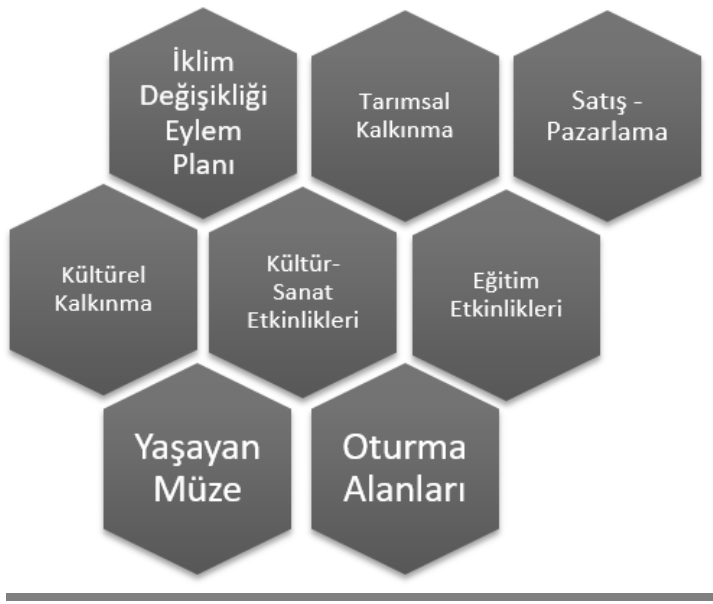 İklim
Değişikliği
Eylem
Planı
Tarımsal
Kalkınma
Satış -
Pazarlama
Kültürel
Kalkınma
Kültür-
Sanat
Etkinlikleri
Eğitim
Etkinlikleri
Yaşayan
Müze
Oturma
Alanları